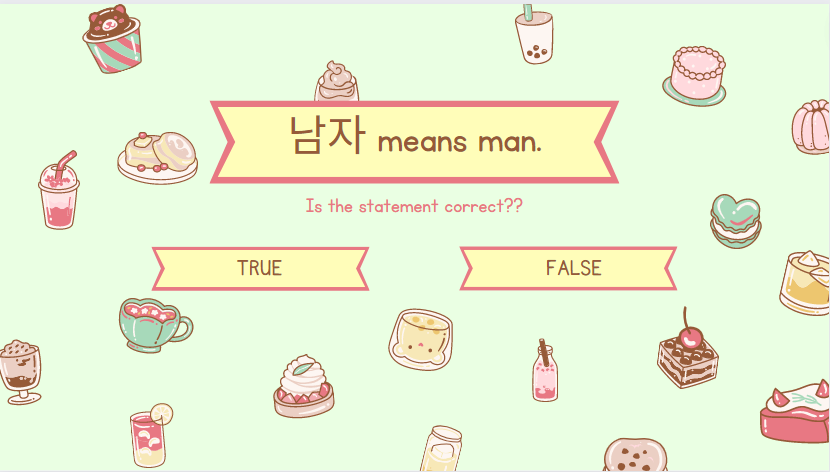 남자 means man.
Is the statement correct??
TRUE
FALSE